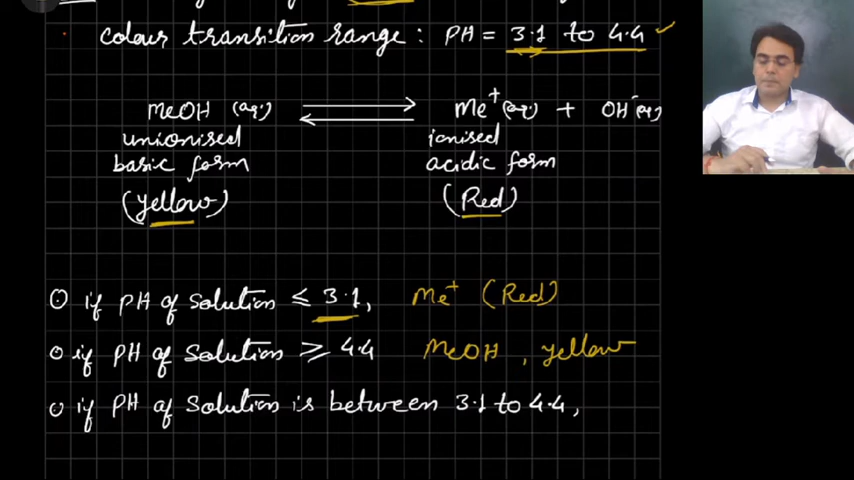 colour transition range : PH = 3.1 to 4.4 ✓
MeOH (aq.) ⇌ Me⁺(aq.) + OH⁻(aq)
unionised ionised
basic form acidic form
(yellow) (Red)
if PH of solution ≤ 3.1, Me⁺ (Red)
if PH of solution ≥ 4.4 MeOH, yellow
if PH of solution is between 3.1 to 4.4,